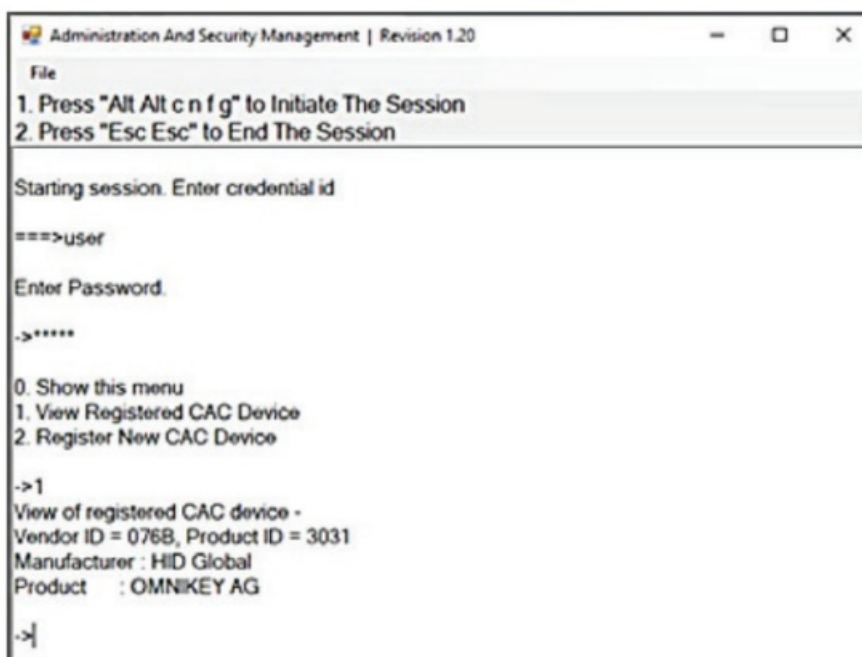 Administration And Security Management | Revision 1.20
File
1. Press "Alt Alt c n f g" to Initiate The Session
2. Press "Esc Esc" to End The Session
Starting session. Enter credential id
===>user
Enter Password.
->*****
0. Show this menu
1. View Registered CAC Device
2. Register New CAC Device
->1
View of registered CAC device -
Vendor ID = 076B, Product ID = 3031
Manufacturer : HID Global
Product : OMNIKEY AG
->